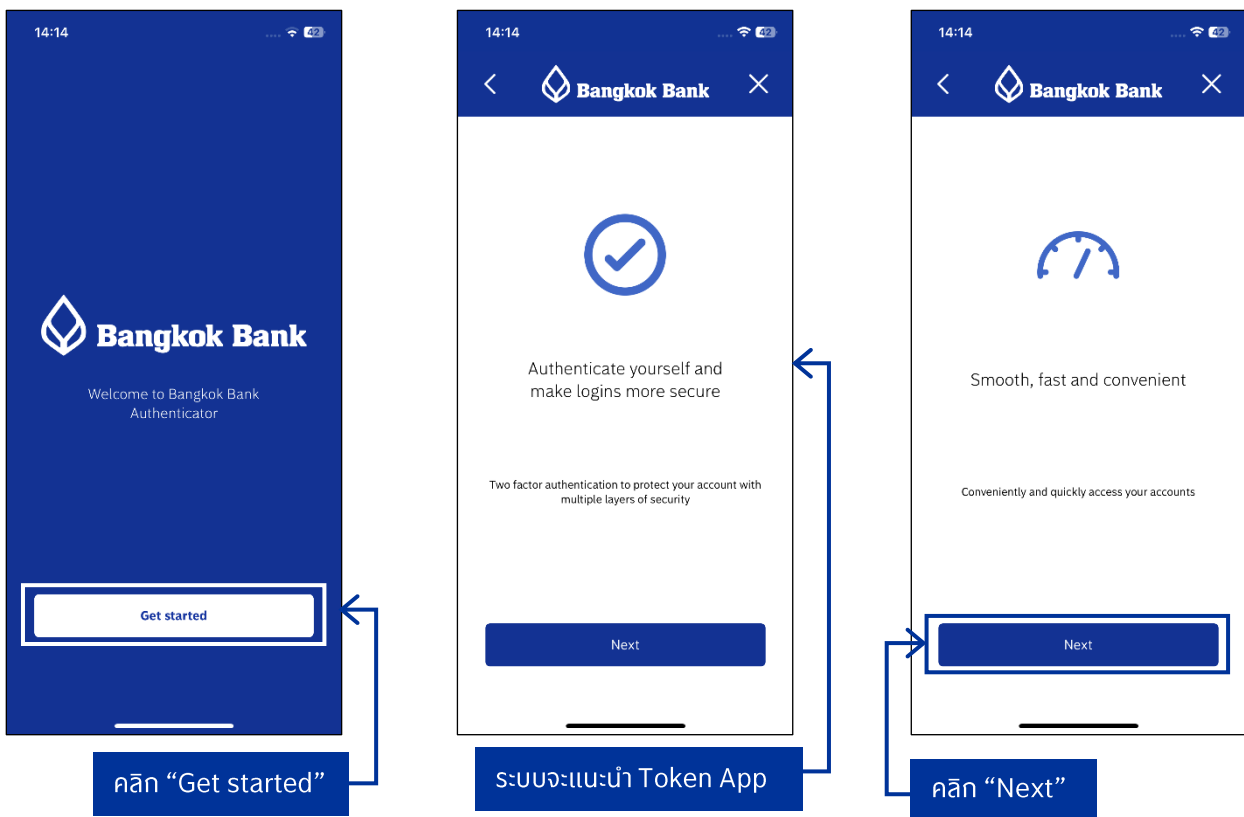 14:14
42
Bangkok Bank
Welcome to Bangkok Bank
Authenticator
Get started
คลิก “Get started”
14:14
42
Bangkok Bank
Authenticate yourself and
make logins more secure
Two factor authentication to protect your account with
multiple layers of security
Next
ระบบจะแนะนำ Token App
14:14
42
Bangkok Bank
Smooth, fast and convenient
Conveniently and quickly access your accounts
Next
คลิก “Next”